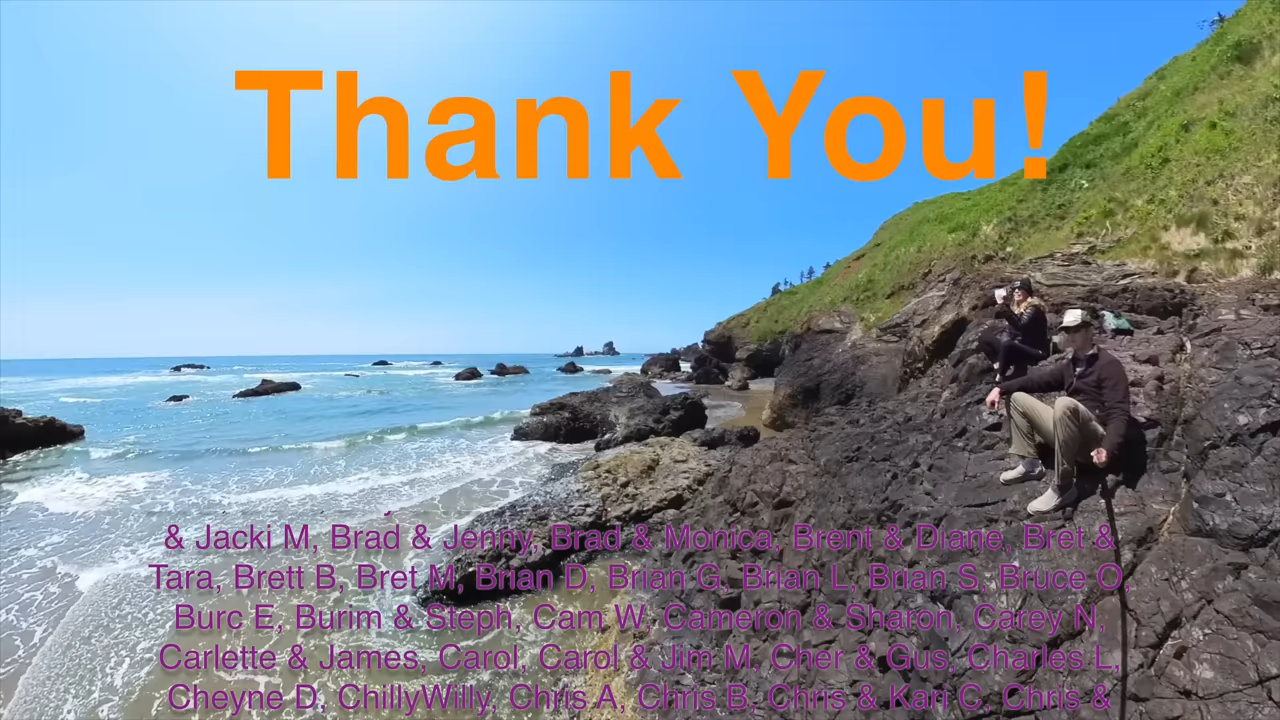 Thank You!
& Jacki M, Brad & Jenny, Brad & Monica, Brent & Diane, Bret &
Tara, Brett B, Bret M, Brian D, Brian G, Brian L, Brian S, Bruce O,
Burc E, Burim & Steph, Cam W, Cameron & Sharon, Carey N,
Carlette & James, Carol, Carol & Jim M, Cher & Gus, Charles L,
Cheyne D, ChillyWilly, Chris A, Chris B, Chris & Kari C, Chris &